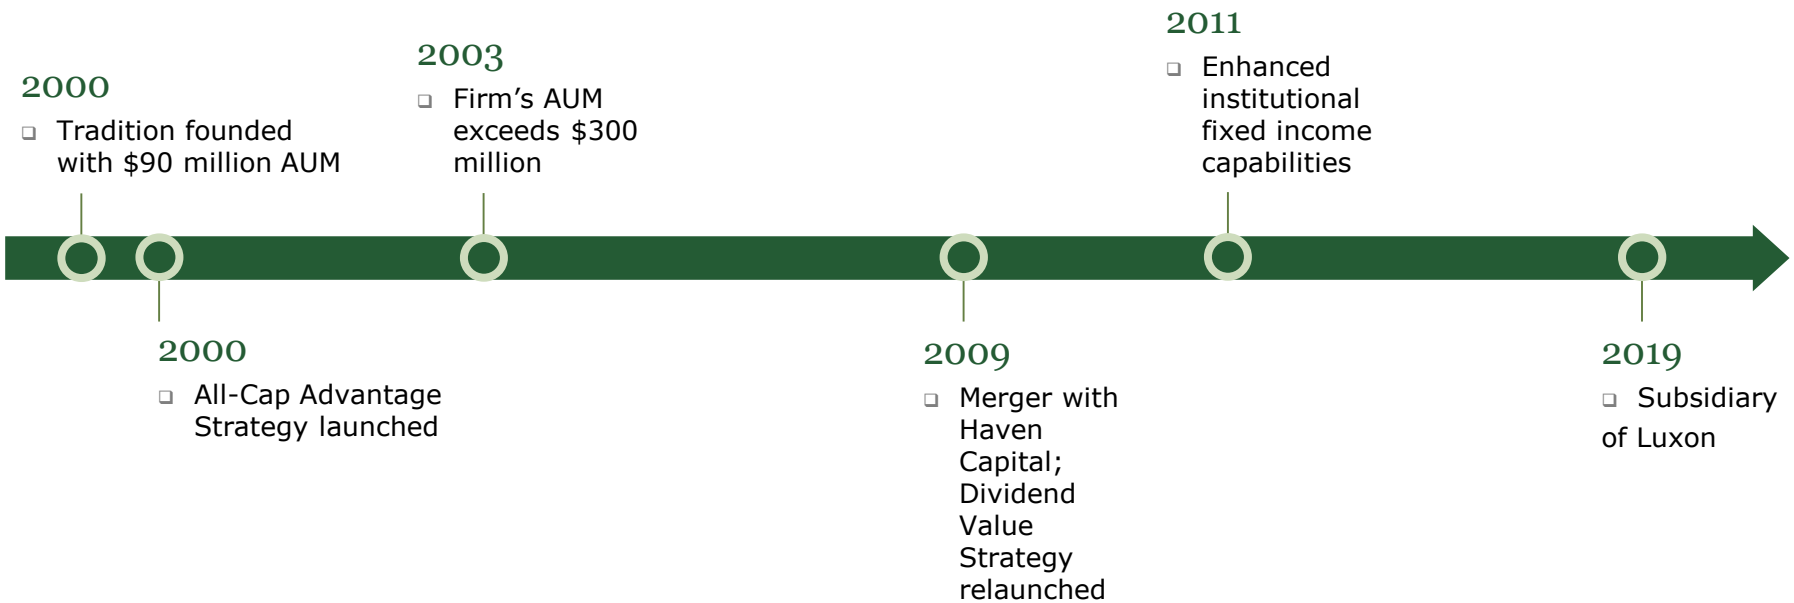 2000
Tradition founded
with $90 million AUM
2003
Firm’s AUM
exceeds $300
million
2011
Enhanced
institutional
fixed income
capabilities
2000
All-Cap Advantage
Strategy launched
2009
Merger with
Haven
Capital;
Dividend
Value
Strategy
relaunched
2019
Subsidiary
of Luxon